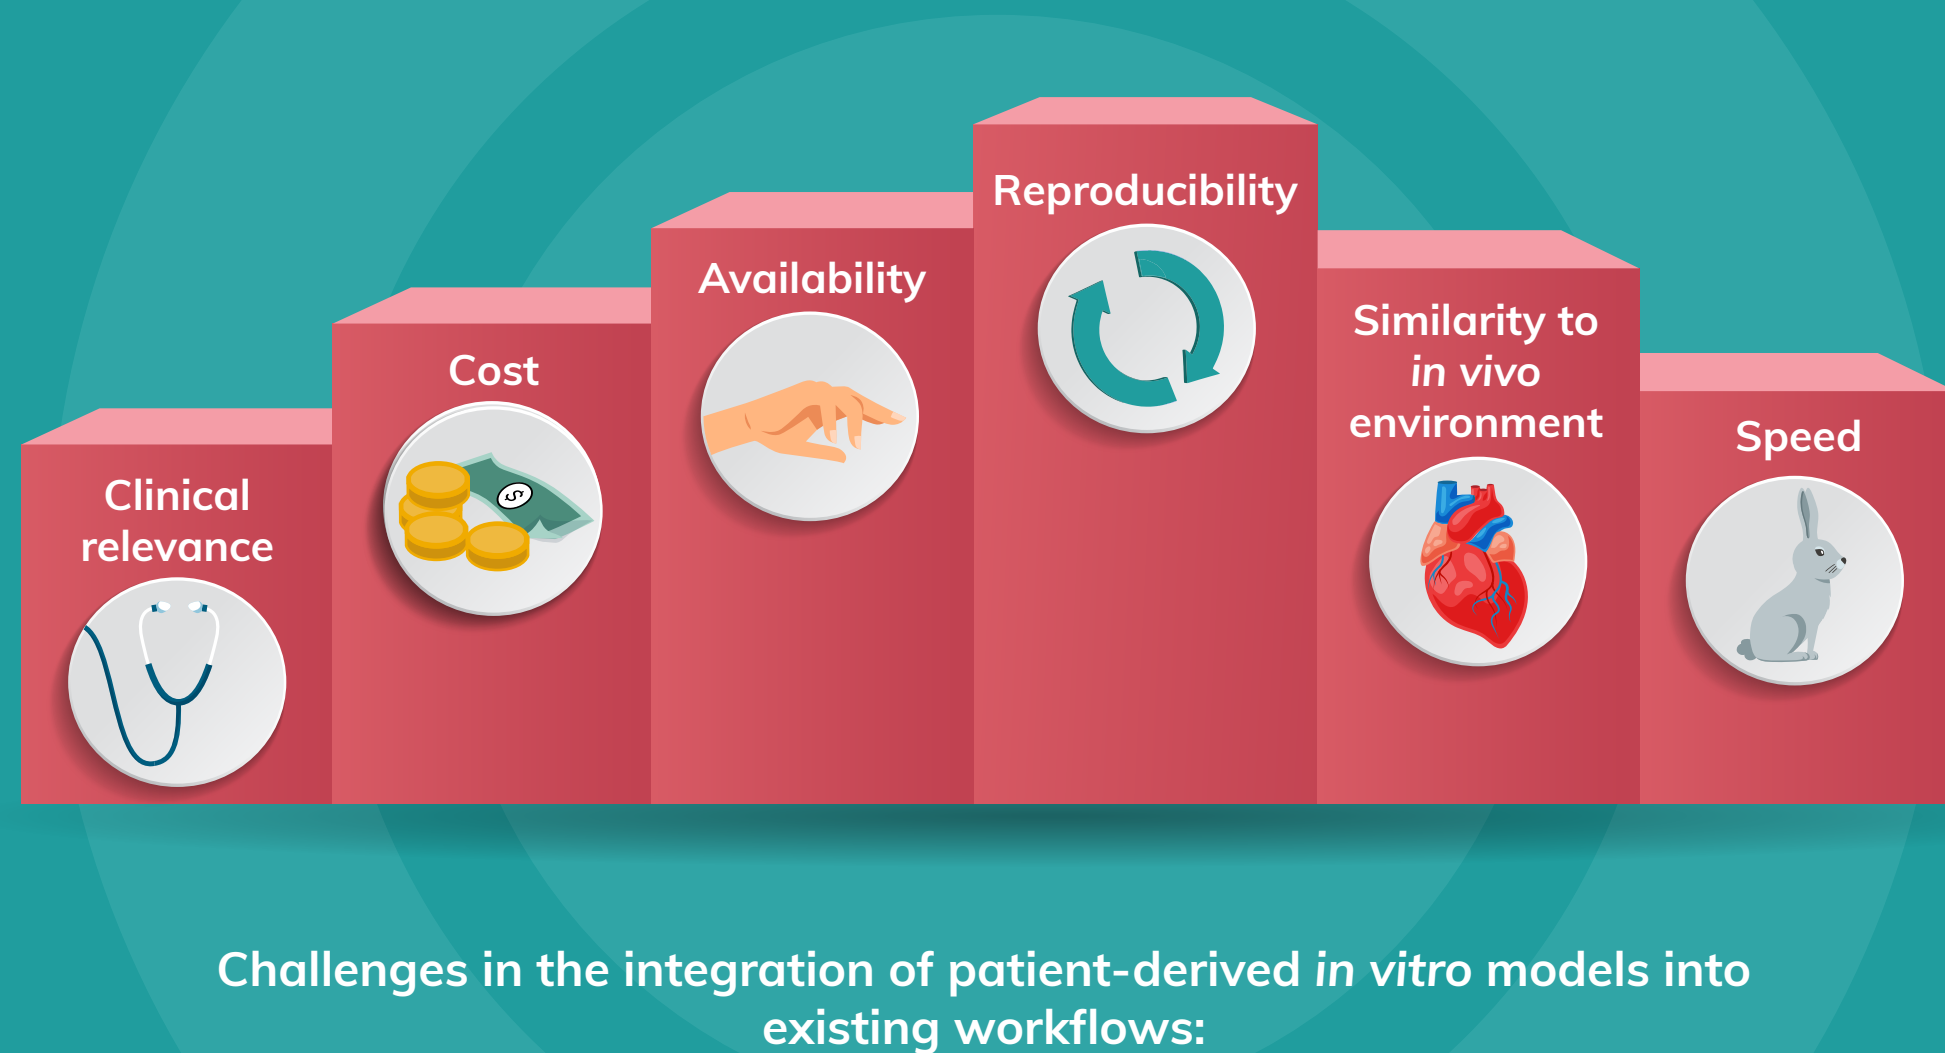 Clinical
relevance
Cost
Availability
Reproducibility
Similarity to
in vivo
environment
Speed
Challenges in the integration of patient-derived in vitro models into
existing workflows: